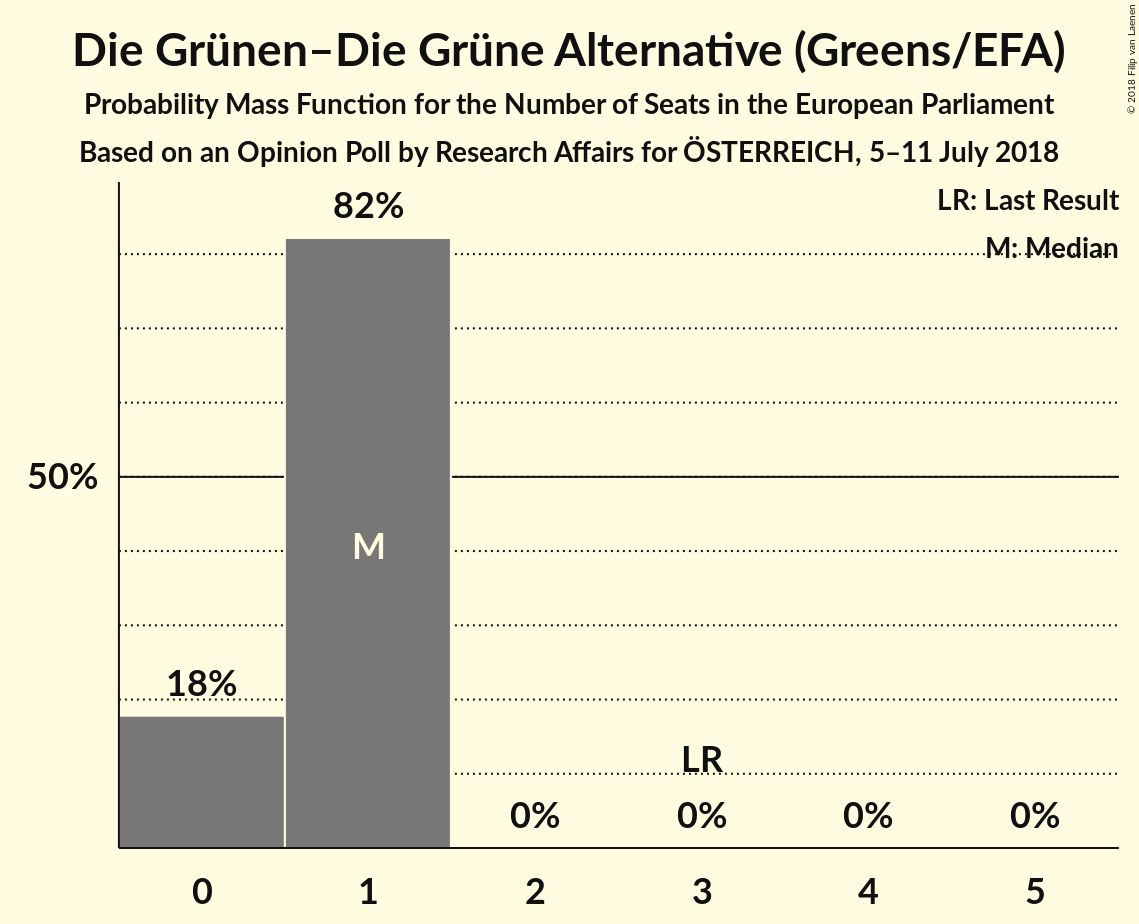 Die Grünen–Die Grüne Alternative (Greens/EFA)
Probability Mass Function for the Number of Seats in the European Parliament
Based on an Opinion Poll by Research Affairs for ÖSTERREICH, 5–11 July 2018
© 2018 Filip van Laenen
LR: Last Result
M: Median
82%
50%
M
18%
LR
0% 0% 0% 0%
0 1 2 3 4 5